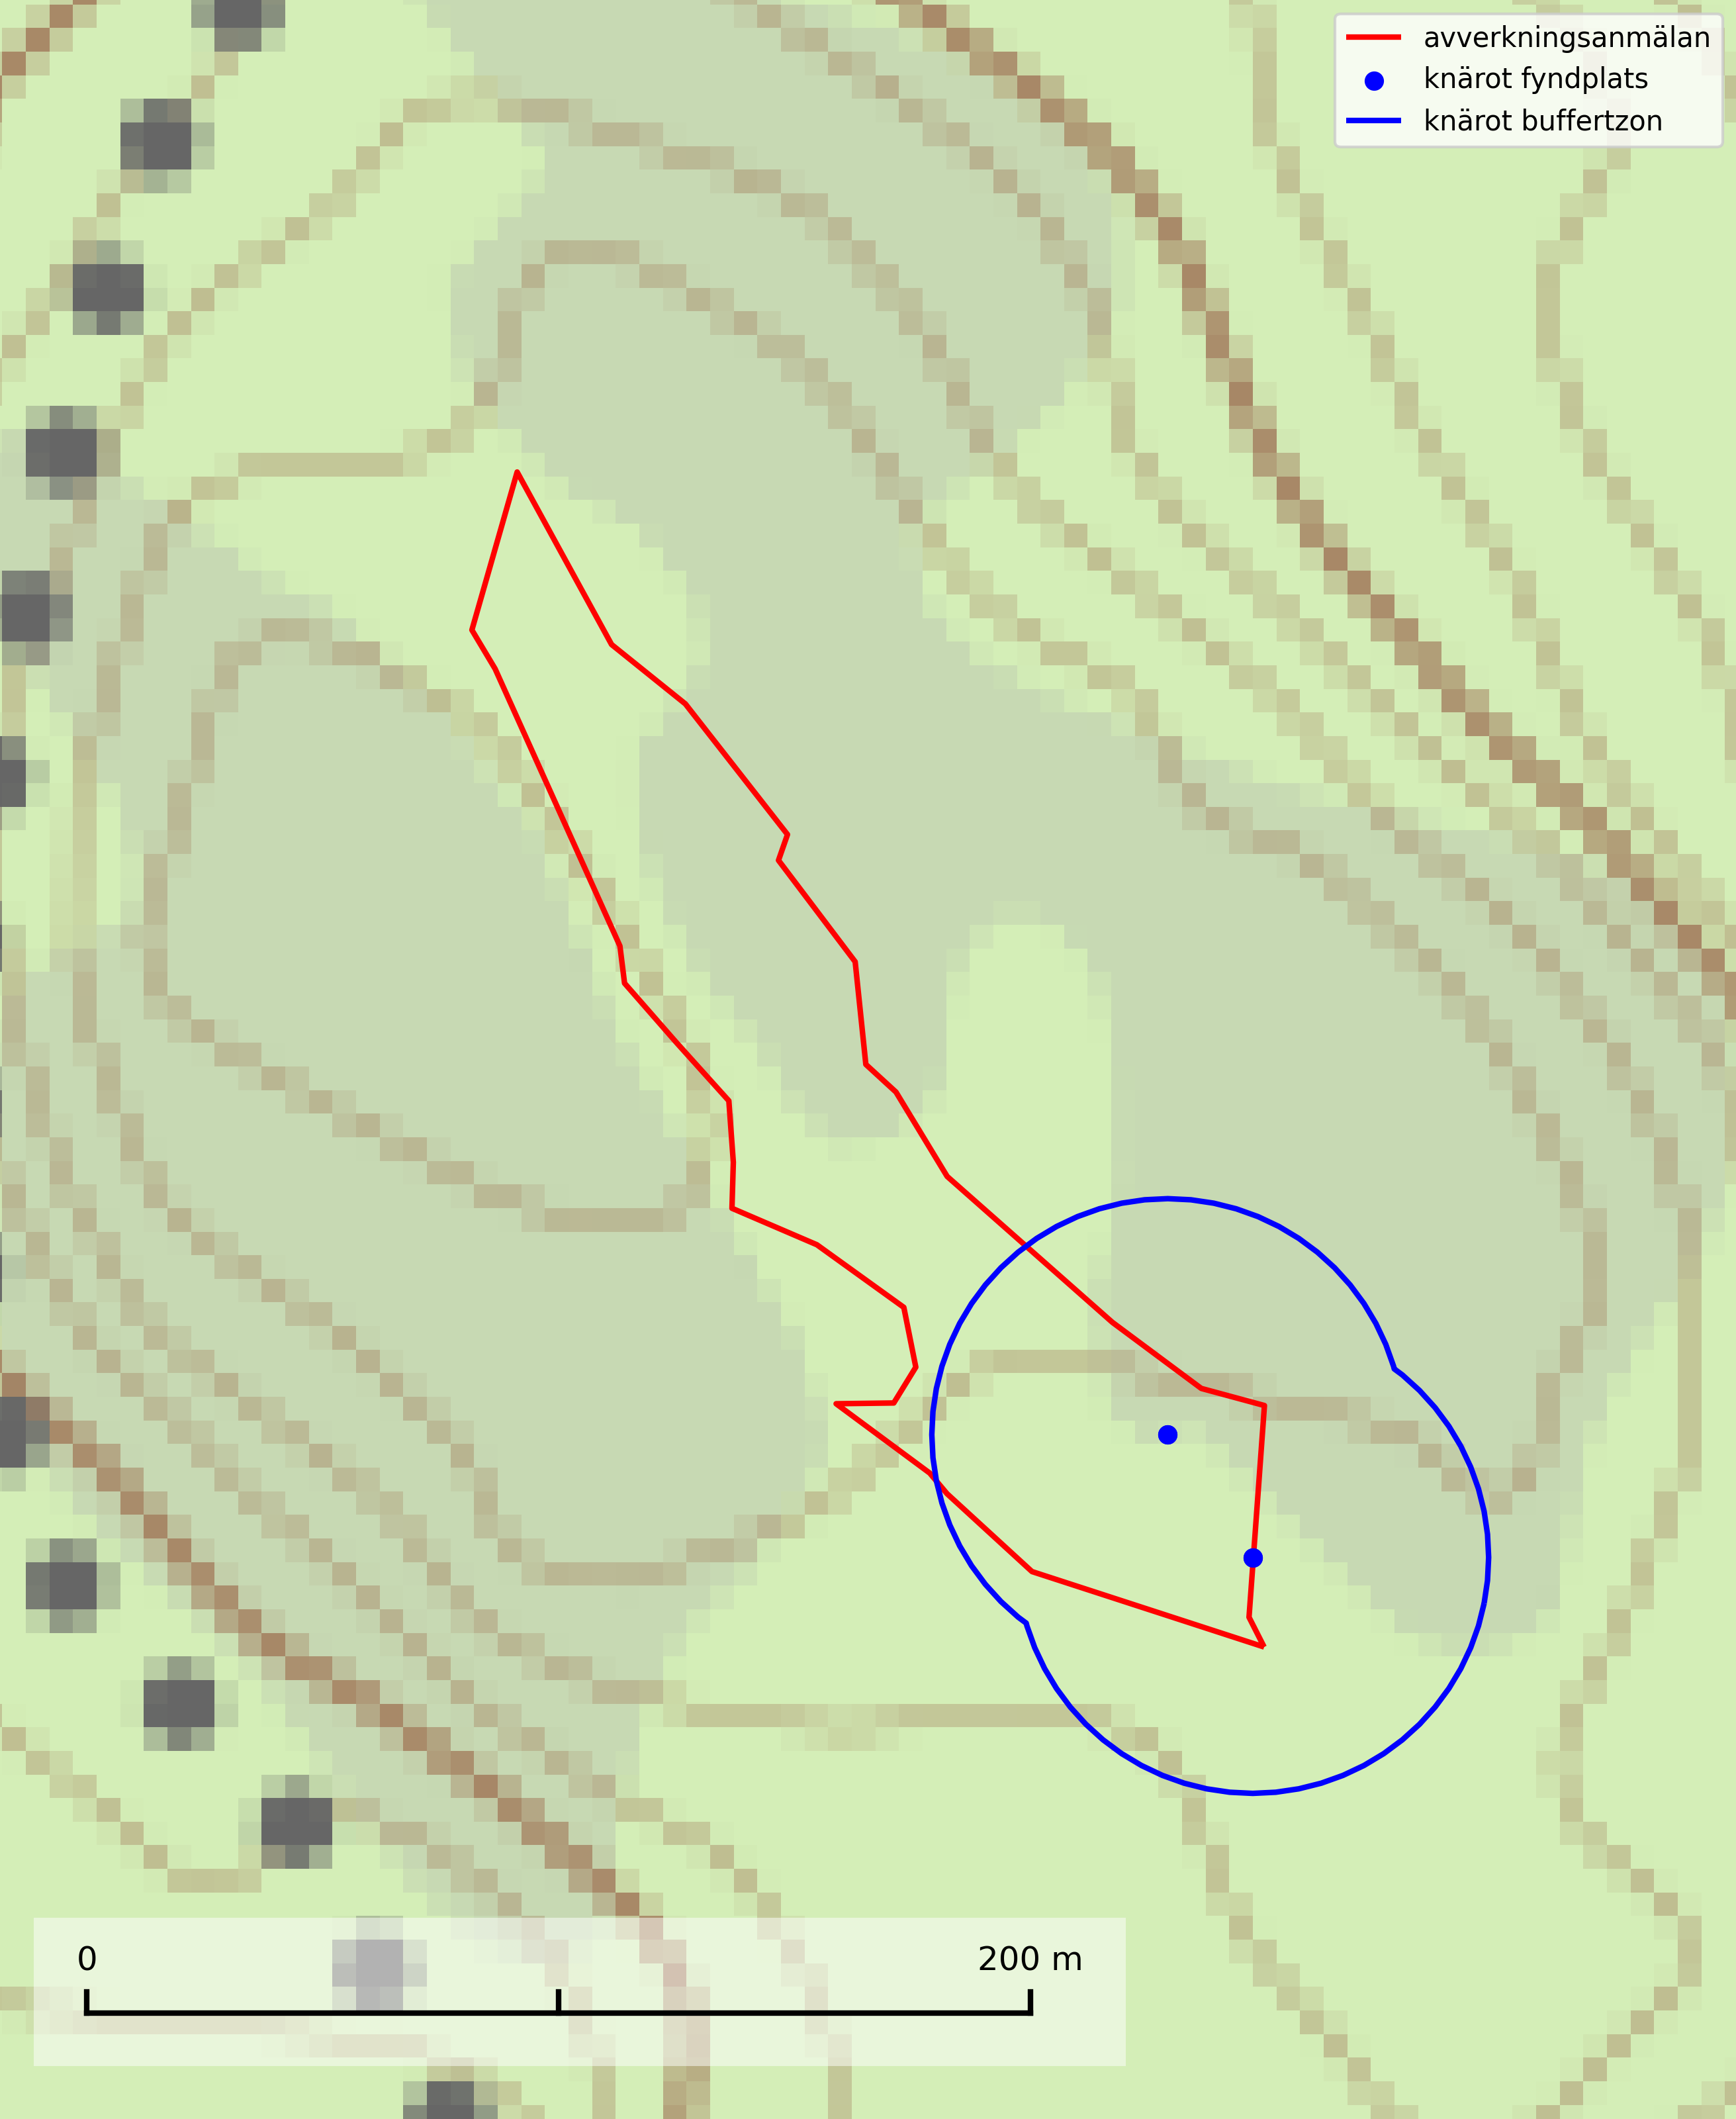 avverkningsanmälan
knärot fyndplats
knärot buffertzon
0 200 m